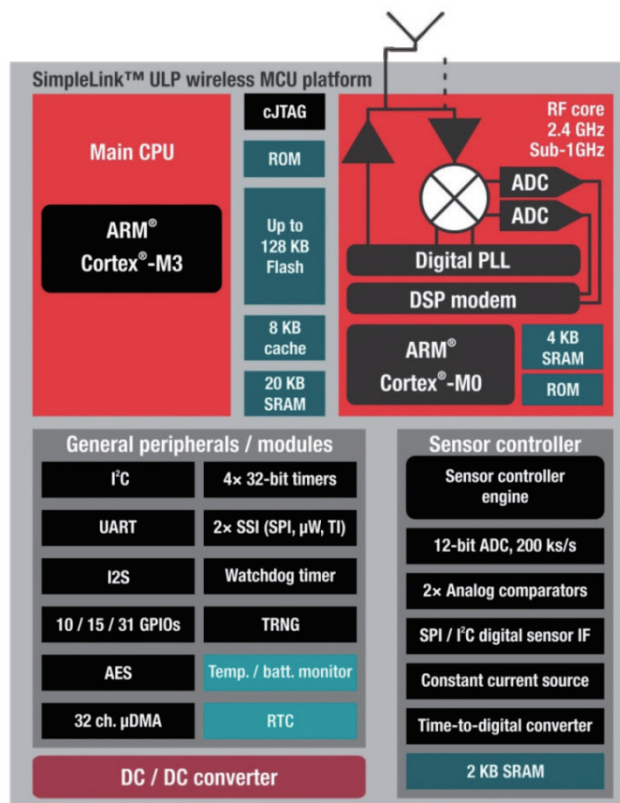 SimpleLink™ ULP wireless MCU platform
Main CPU
ARM®
Cortex®-M3
cJTAG
ROM
Up to
128 KB
Flash
8 KB
cache
20 KB
SRAM
RF core
2.4 GHz
Sub-1GHz
ADC
ADC
Digital PLL
DSP modem
ARM®
Cortex®-M0
4 KB
SRAM
ROM
General peripherals / modules
I²C
4× 32-bit timers
UART
2× SSI (SPI, µW, TI)
I2S
Watchdog timer
10 / 15 / 31 GPIOs
TRNG
AES
Temp. / batt. monitor
32 ch. µDMA
RTC
DC / DC converter
Sensor controller
Sensor controller
engine
12-bit ADC, 200 ks/s
2× Analog comparators
SPI / I²C digital sensor IF
Constant current source
Time-to-digital converter
2 KB SRAM